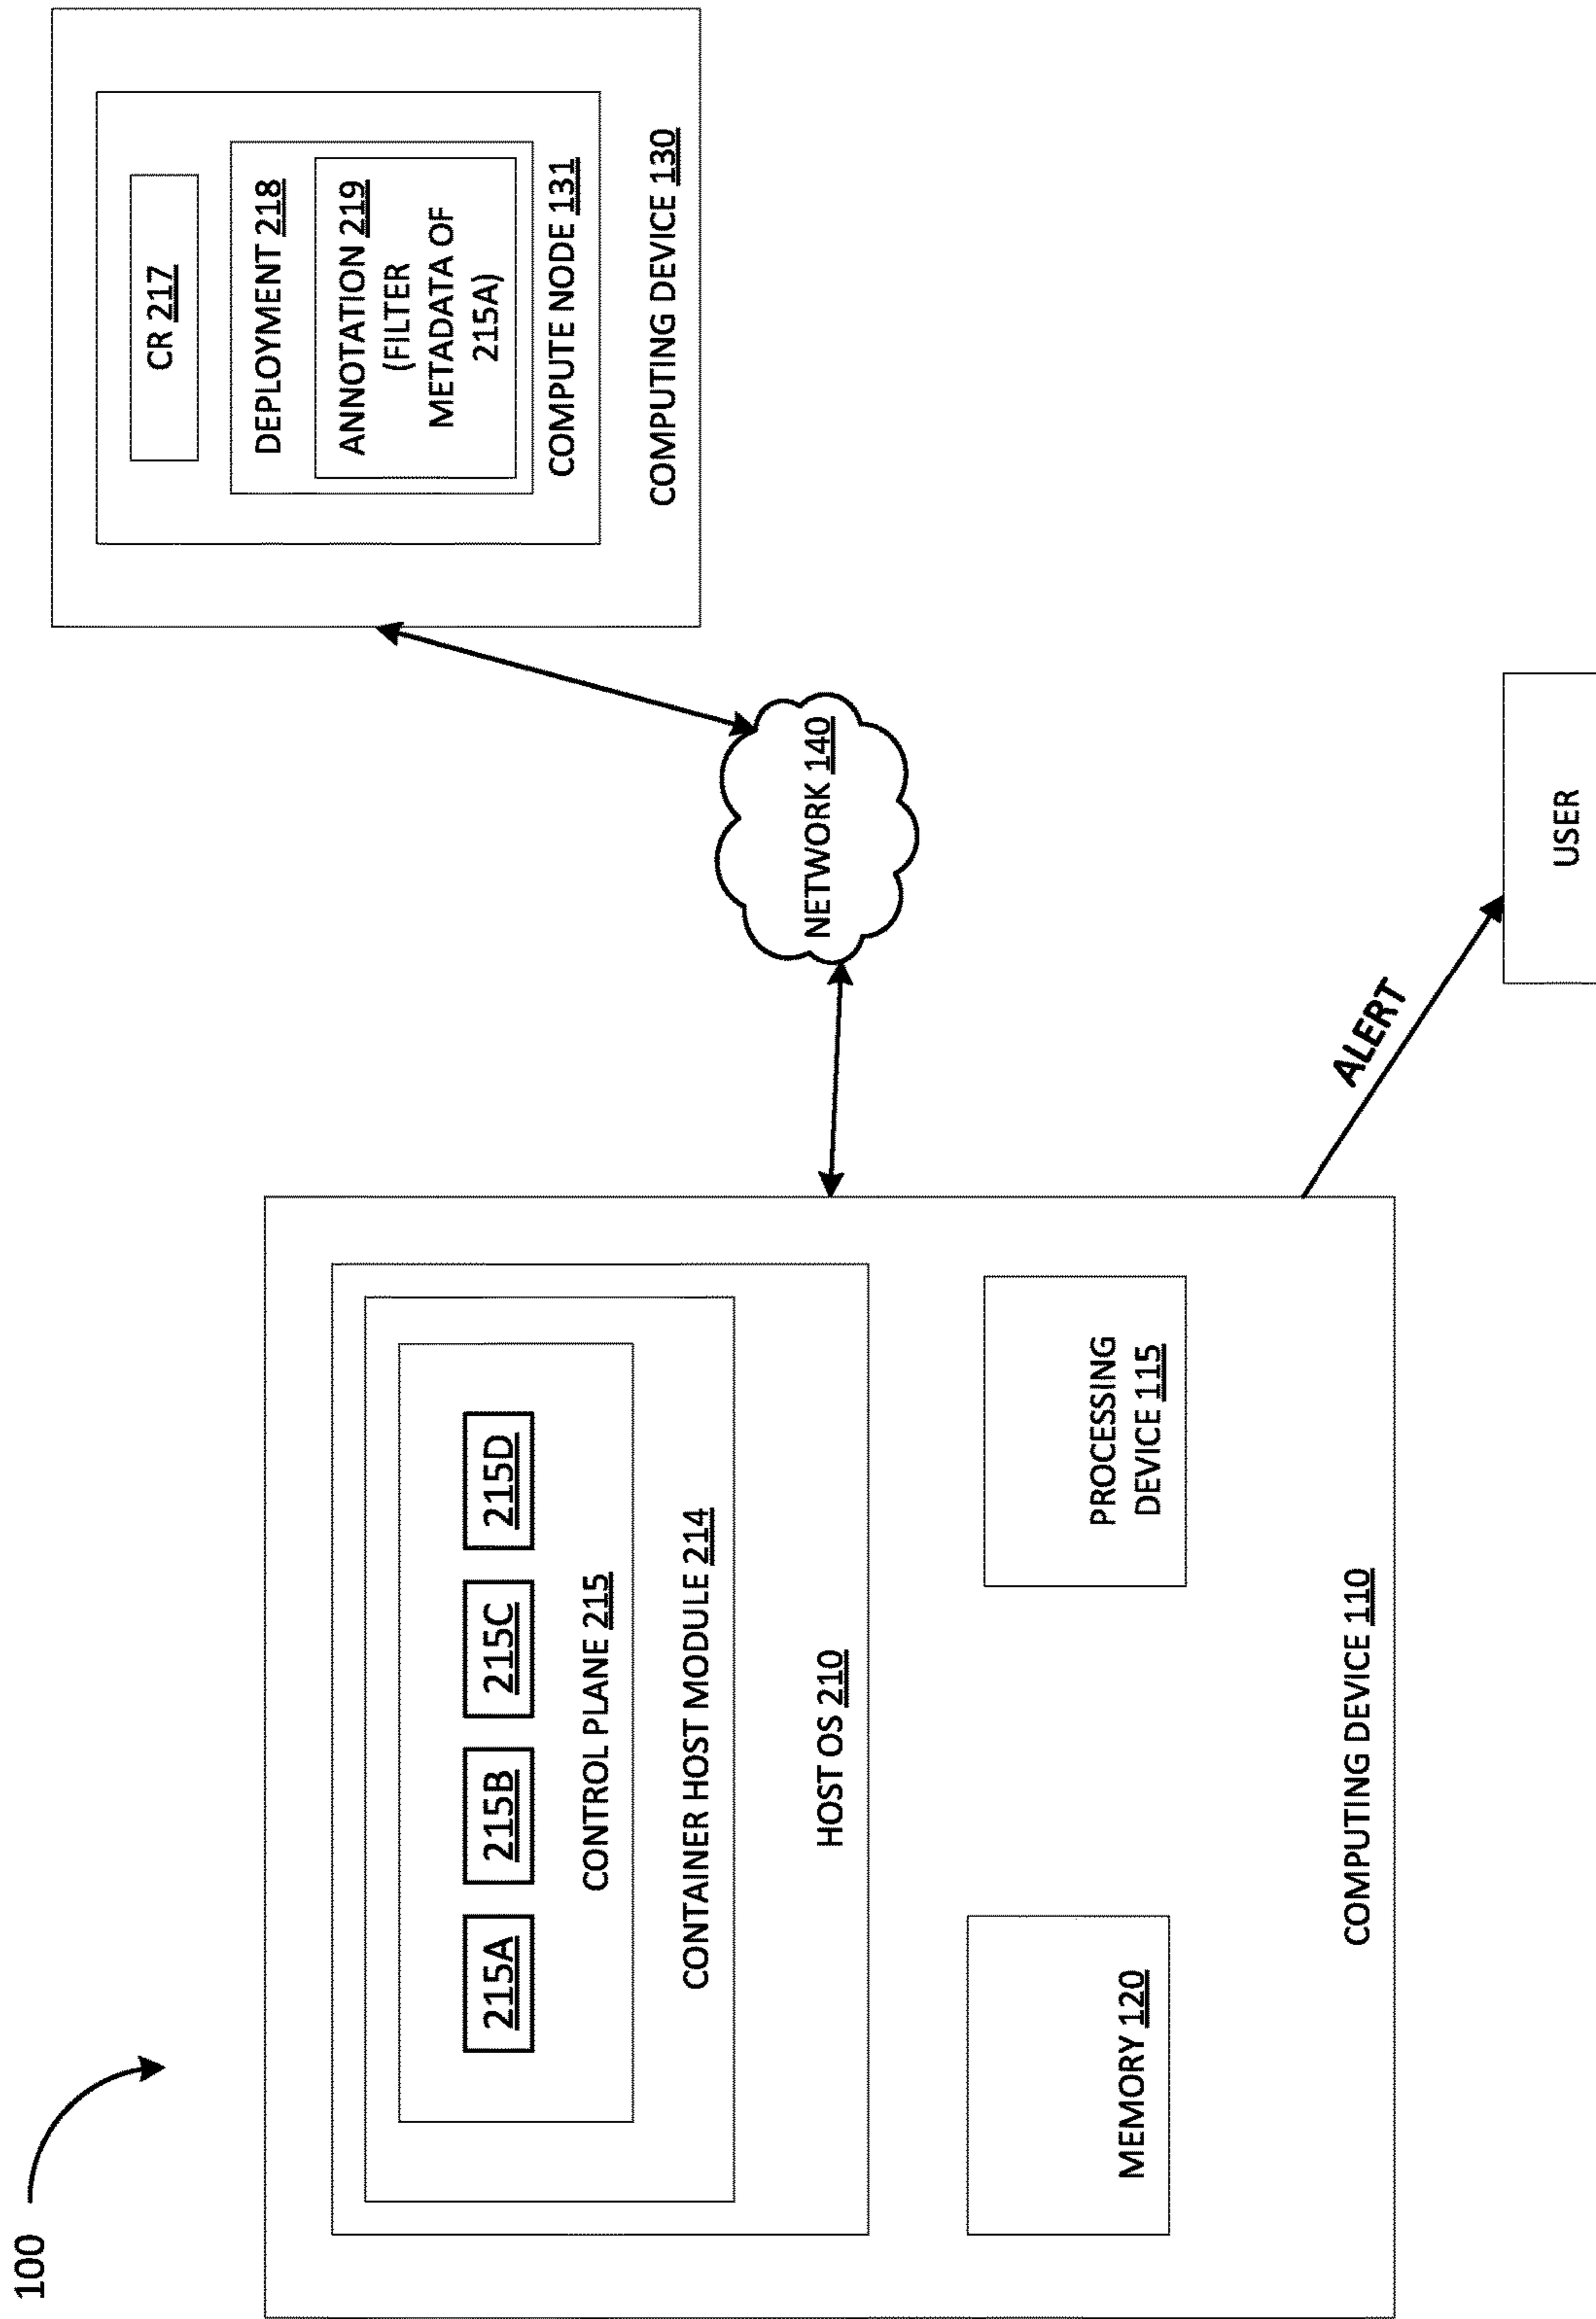 100
215A
215B
215C
215D
CONTROL PLANE 215
CONTAINER HOST MODULE 214
HOST OS 210
MEMORY 120
PROCESSING
DEVICE 115
COMPUTING DEVICE 110
NETWORK 140
ALERT
USER
CR 217
DEPLOYMENT 218
ANNOTATION 219
(FILTER
METADATA OF
215A)
COMPUTE NODE 131
COMPUTING DEVICE 130